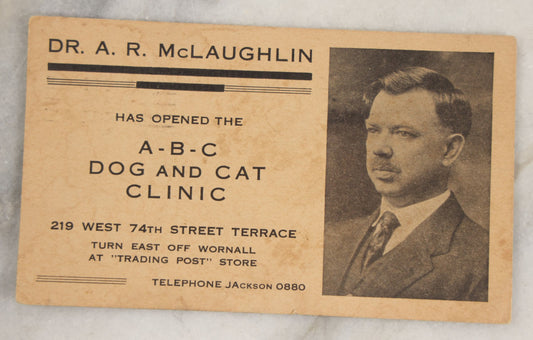 DR. A. R. McLAUGHLIN
HAS OPENED THE
A-B-C
DOG AND CAT
CLINIC
219 WEST 74TH STREET TERRACE
TURN EAST OFF WORNALL
AT "TRADING POST" STORE
TELEPHONE JACKSON 0880